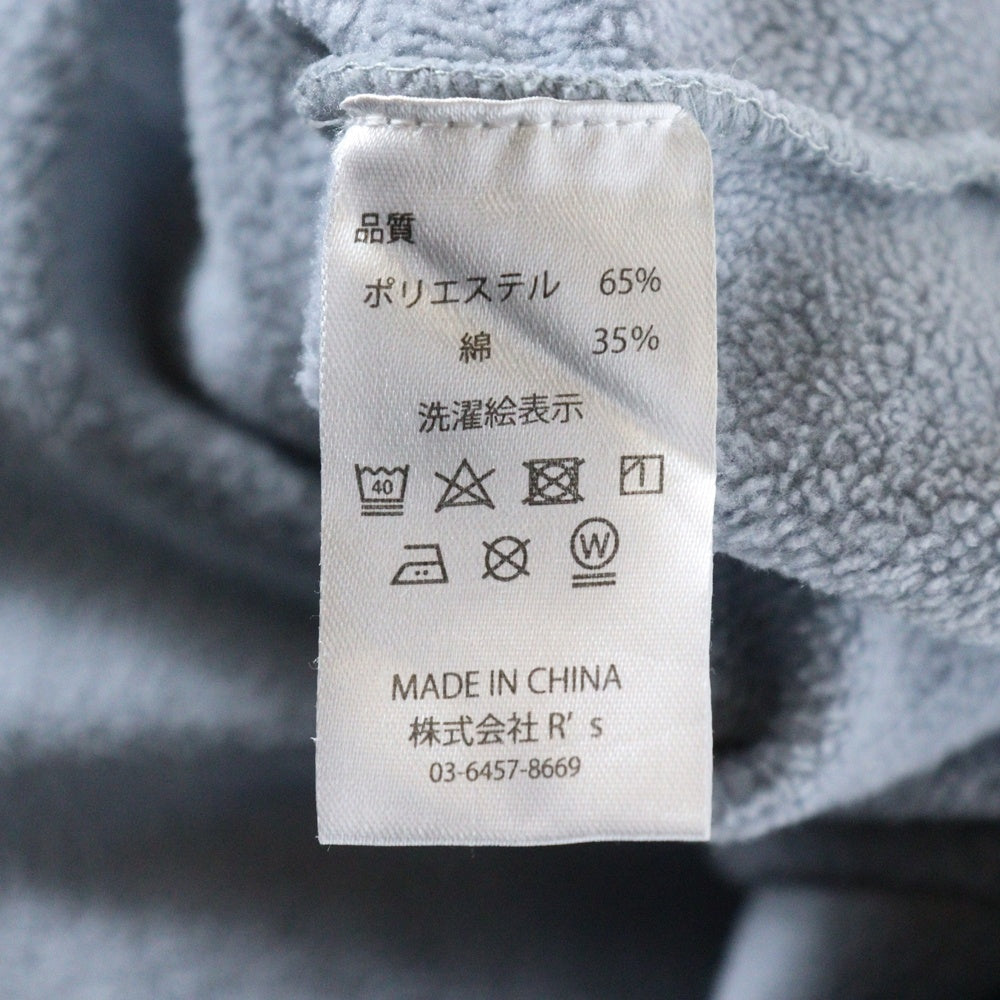 品質
ポリエステル 65%
綿 35%
洗濯絵表示
40
W
MADE IN CHINA
株式会社 R's
03-6457-8669